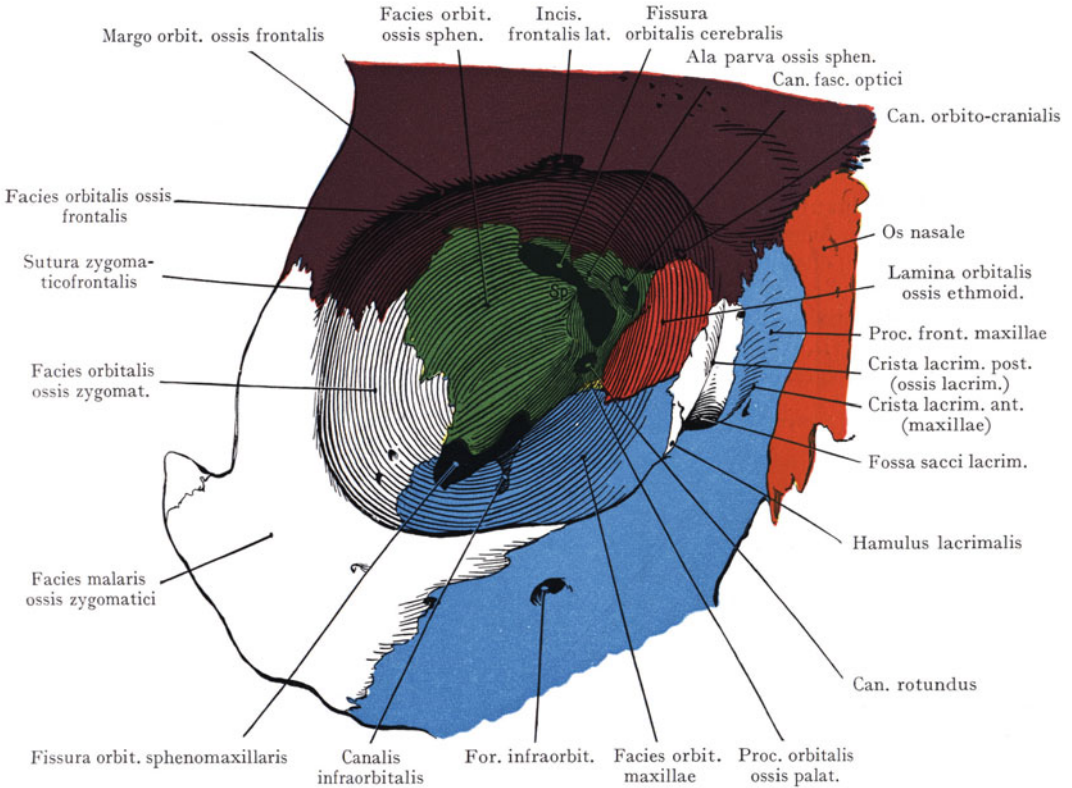 Facies orbit.
ossis sphen.
Incis.
frontalis lat.
Fissura
orbitalis cerebralis
Margo orbit. ossis frontalis
Ala parva ossis sphen.
Can. fasc. optici
Can. orbito-cranialis
Facies orbitalis ossis
frontalis
Os nasale
Sutura zygoma-
ticofrontalis
Lamina orbitalis
ossis ethmoid.
Sp.
Proc. front. maxillae
Facies orbitalis
ossis zygomat.
Crista lacrim. post.
(ossis lacrim.)
Crista lacrim. ant.
(maxillae)
Fossa sacci lacrim.
Hamulus lacrimalis
Facies malaris
ossis zygomatici
Can. rotundus
Fissura orbit. sphenomaxillaris
Canalis
infraorbitalis
For. infraorbit.
Facies orbit.
maxillae
Proc. orbitalis
ossis palat.